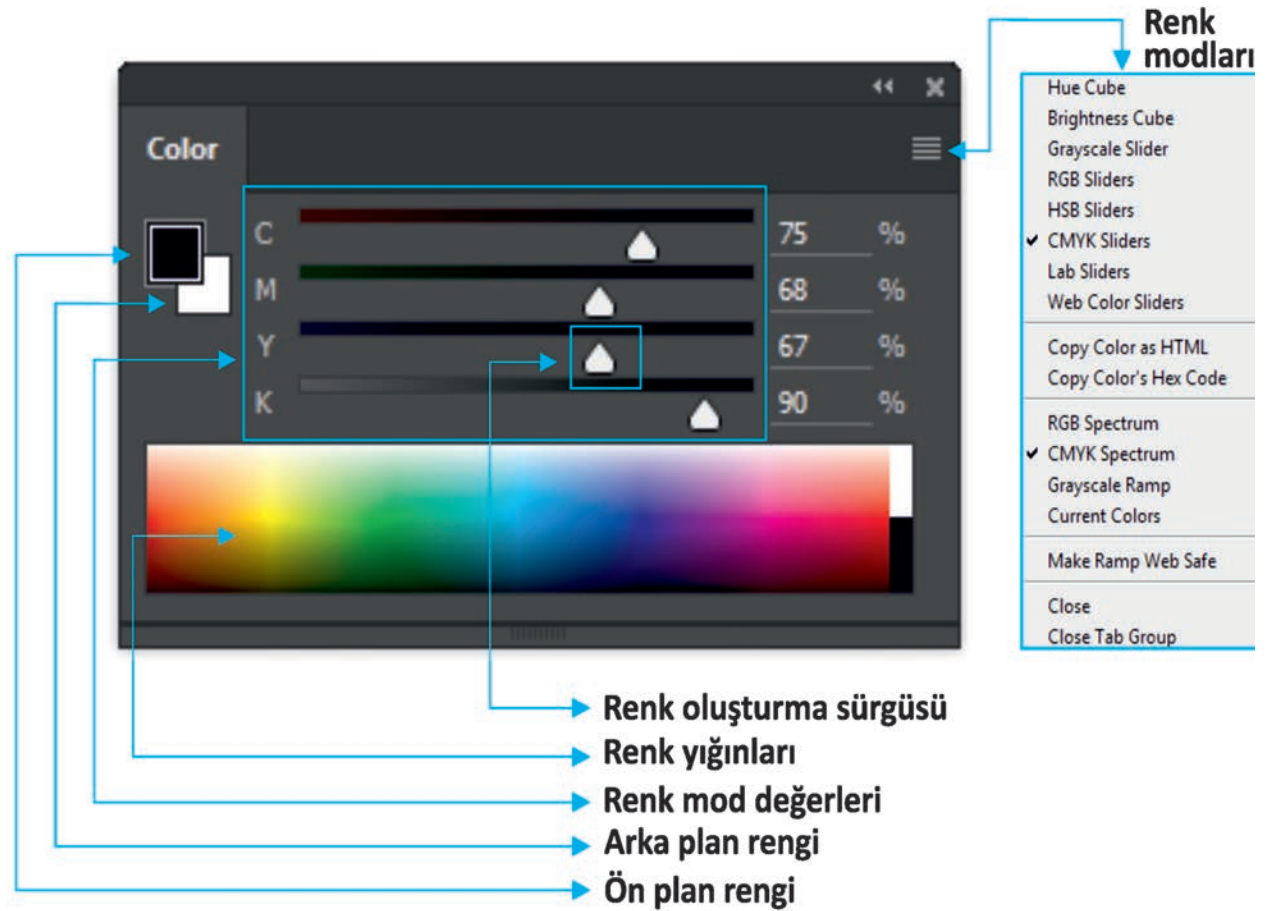 Renk
modları
Color
C 75 %
M 68 %
Y 67 %
K 90 %
Hue Cube
Brightness Cube
Grayscale Slider
RGB Sliders
HSB Sliders
✔ CMYK Sliders
Lab Sliders
Web Color Sliders
Copy Color as HTML
Copy Color's Hex Code
RGB Spectrum
✔ CMYK Spectrum
Grayscale Ramp
Current Colors
Make Ramp Web Safe
Close
Close Tab Group
Renk oluşturma sürgüsü
Renk yığınları
Renk mod değerleri
Arka plan rengi
Ön plan rengi